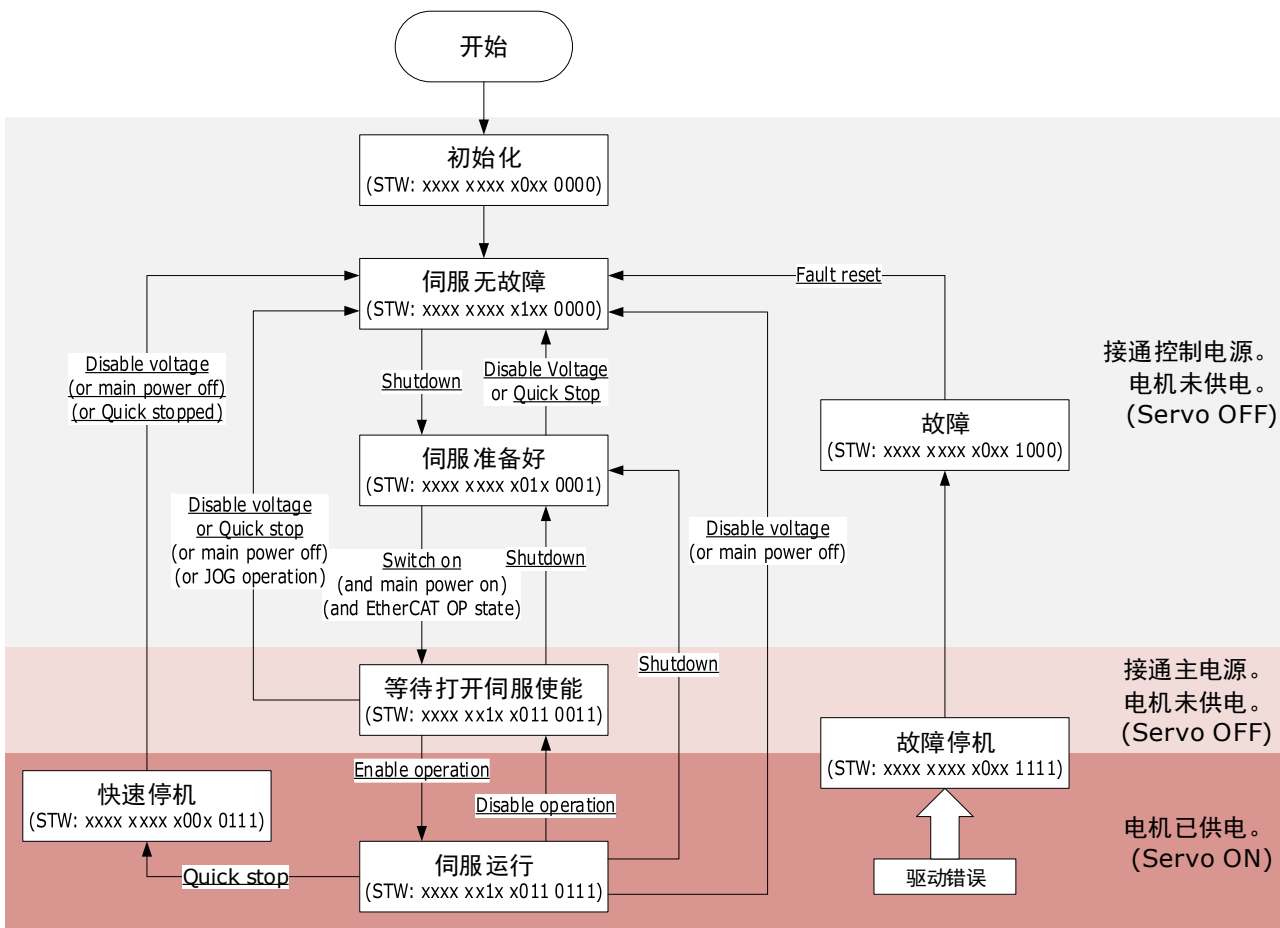 开始
初始化
(STW: xxxx xxxx x0xx 0000)
伺服无故障
(STW: xxxx xxxx x1xx 0000)
Fault reset
Disable voltage
(or main power off)
(or Quick stopped)
Shutdown
Disable Voltage
or Quick Stop
接通控制电源。
电机未供电。
(Servo OFF)
故障
(STW: xxxx xxxx x0xx 1000)
伺服准备好
(STW: xxxx xxxx x01x 0001)
Disable voltage
or Quick stop
(or main power off)
(or JOG operation)
Switch on
(and main power on)
(and EtherCAT OP state)
Shutdown
Disable voltage
(or main power off)
Shutdown
等待打开伺服使能
(STW: xxxx xx1x x011 0011)
接通主电源。
电机未供电。
(Servo OFF)
故障停机
(STW: xxxx xxxx x0xx 1111)
Enable operation
Disable operation
快速停机
(STW: xxxx xxxx x00x 0111)
电机已供电。
(Servo ON)
Quick stop
伺服运行
(STW: xxxx xx1x x011 0111)
驱动错误